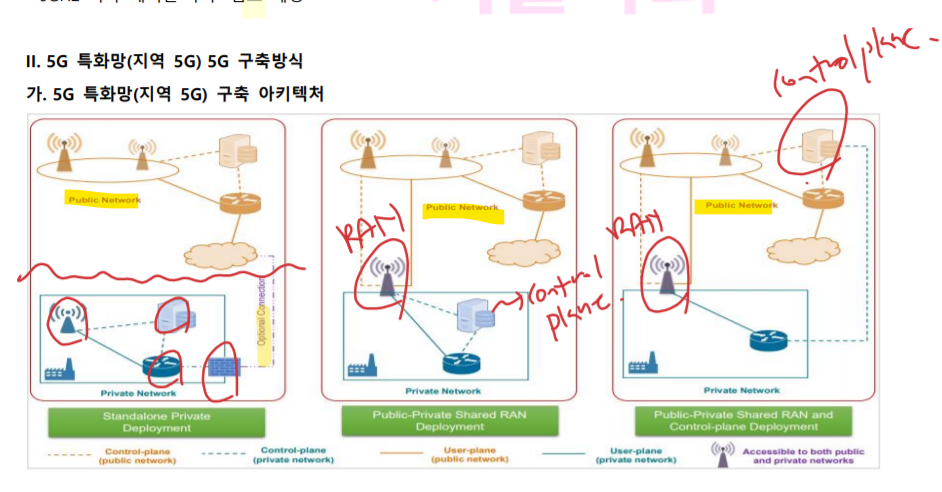 II. 5G 특화망(지역 5G) 5G 구축방식
가. 5G 특화망(지역 5G) 구축 아키텍처
Control plane
Public Network
Public Network
Public Network
RAN
RAN
Optional Connection
Control plane
Private Network
Private Network
Private Network
Standalone Private Deployment
Public-Private Shared RAN Deployment
Public-Private Shared RAN and Control-plane Deployment
Control-plane (public network)
Control-plane (private network)
User-plane (public network)
User-plane (private network)
Accessible to both public and private networks